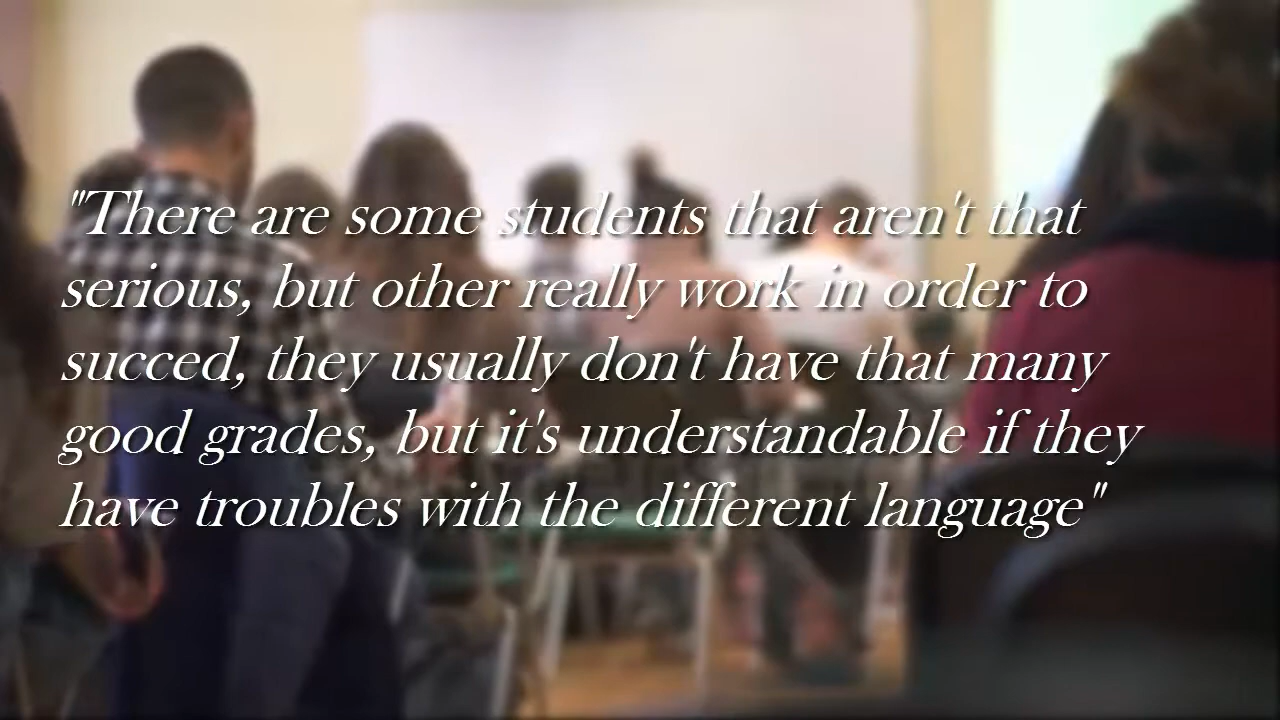 "There are some students that aren't that
serious, but other really work in order to
succed, they usually don't have that many
good grades, but it's understandable if they
have troubles with the different language"